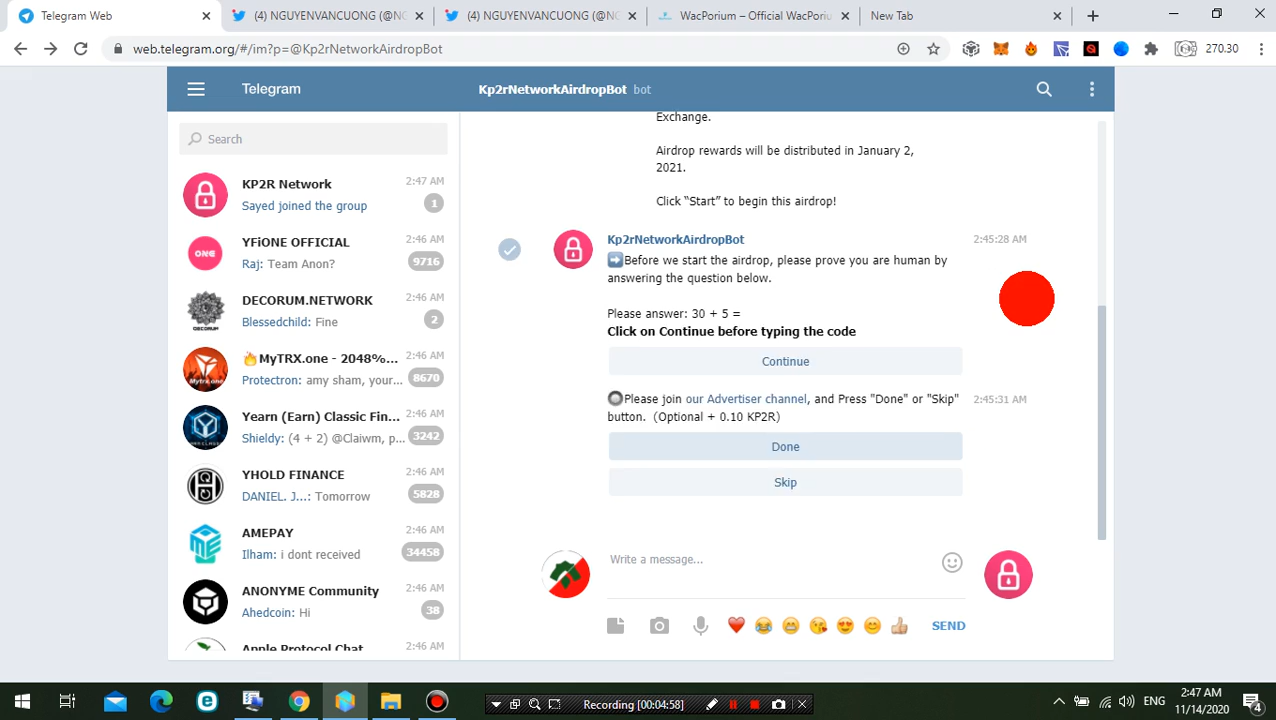 Telegram Web
(4) NGUYENVANCUONG (@NG
(4) NGUYENVANCUONG (@NG
WacPorium – Official WacPoriu
New Tab
web.telegram.org/#/im?p=@Kp2rNetworkAirdropBot
270.30
Telegram
Kp2rNetworkAirdropBot bot
Search
KP2R Network 2:47 AM
Sayed joined the group 1
YFiONE OFFICIAL 2:46 AM
Raj: Team Anon? 9716
DECORUM.NETWORK 2:46 AM
Blessedchild: Fine 2
🔥MyTRX.one - 2048%... 2:46 AM
Protectron: amy sham, your... 8670
Yearn (Earn) Classic Fin... 2:46 AM
Shieldy: (4 + 2) @Claiwm, p... 3242
YHOLD FINANCE 2:46 AM
DANIEL. J...: Tomorrow 5828
AMEPAY 2:46 AM
Ilham: i dont received 34458
ANONYME Community 2:46 AM
Ahedcoin: Hi 38
Apple Protocol Chat
ONE
DECORUM
Mytrx.one
Exchange.
Airdrop rewards will be distributed in January 2,
2021.
Click “Start” to begin this airdrop!
Kp2rNetworkAirdropBot 2:45:28 AM
➡️Before we start the airdrop, please prove you are human by
answering the question below.
Please answer: 30 + 5 =
Click on Continue before typing the code
Continue
🔘Please join our Advertiser channel, and Press "Done" or "Skip" 2:45:31 AM
button. (Optional + 0.10 KP2R)
Done
Skip
Write a message...
SEND
Recording [00:04:58]
ENG
2:47 AM
11/14/2020
4